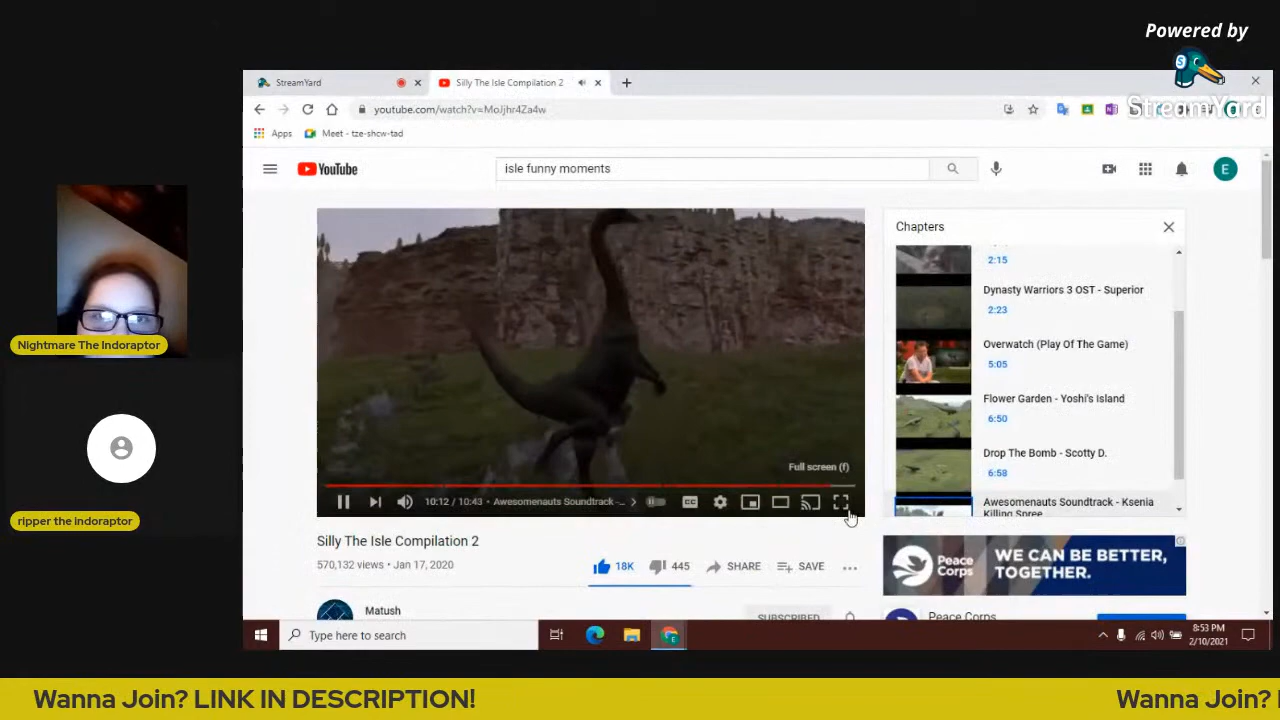 Powered by
StreamYard
StreamYard
Silly The Isle Compilation 2
youtube.com/watch?v=MoJjhr4Za4w
Apps
Meet - tze-shcw-tad
YouTube
isle funny moments
E
Chapters
2:15
Dynasty Warriors 3 OST - Superior
2:23
Overwatch (Play Of The Game)
5:05
Flower Garden - Yoshi's Island
6:50
Drop The Bomb - Scotty D.
6:58
Awesomenauts Soundtrack - Ksenia
Killing Spree
Full screen (f)
10:12 / 10:43 • Awesomenauts Soundtrack -...
CC
Silly The Isle Compilation 2
570,132 views • Jan 17, 2020
18K
445
SHARE
SAVE
Matush
SUBSCRIBED
Peace
Corps
WE CAN BE BETTER,
TOGETHER.
Peace Corps
Nightmare The Indoraptor
ripper the indoraptor
Type here to search
8:53 PM
2/10/2021
Wanna Join? LINK IN DESCRIPTION!
Wanna Join?